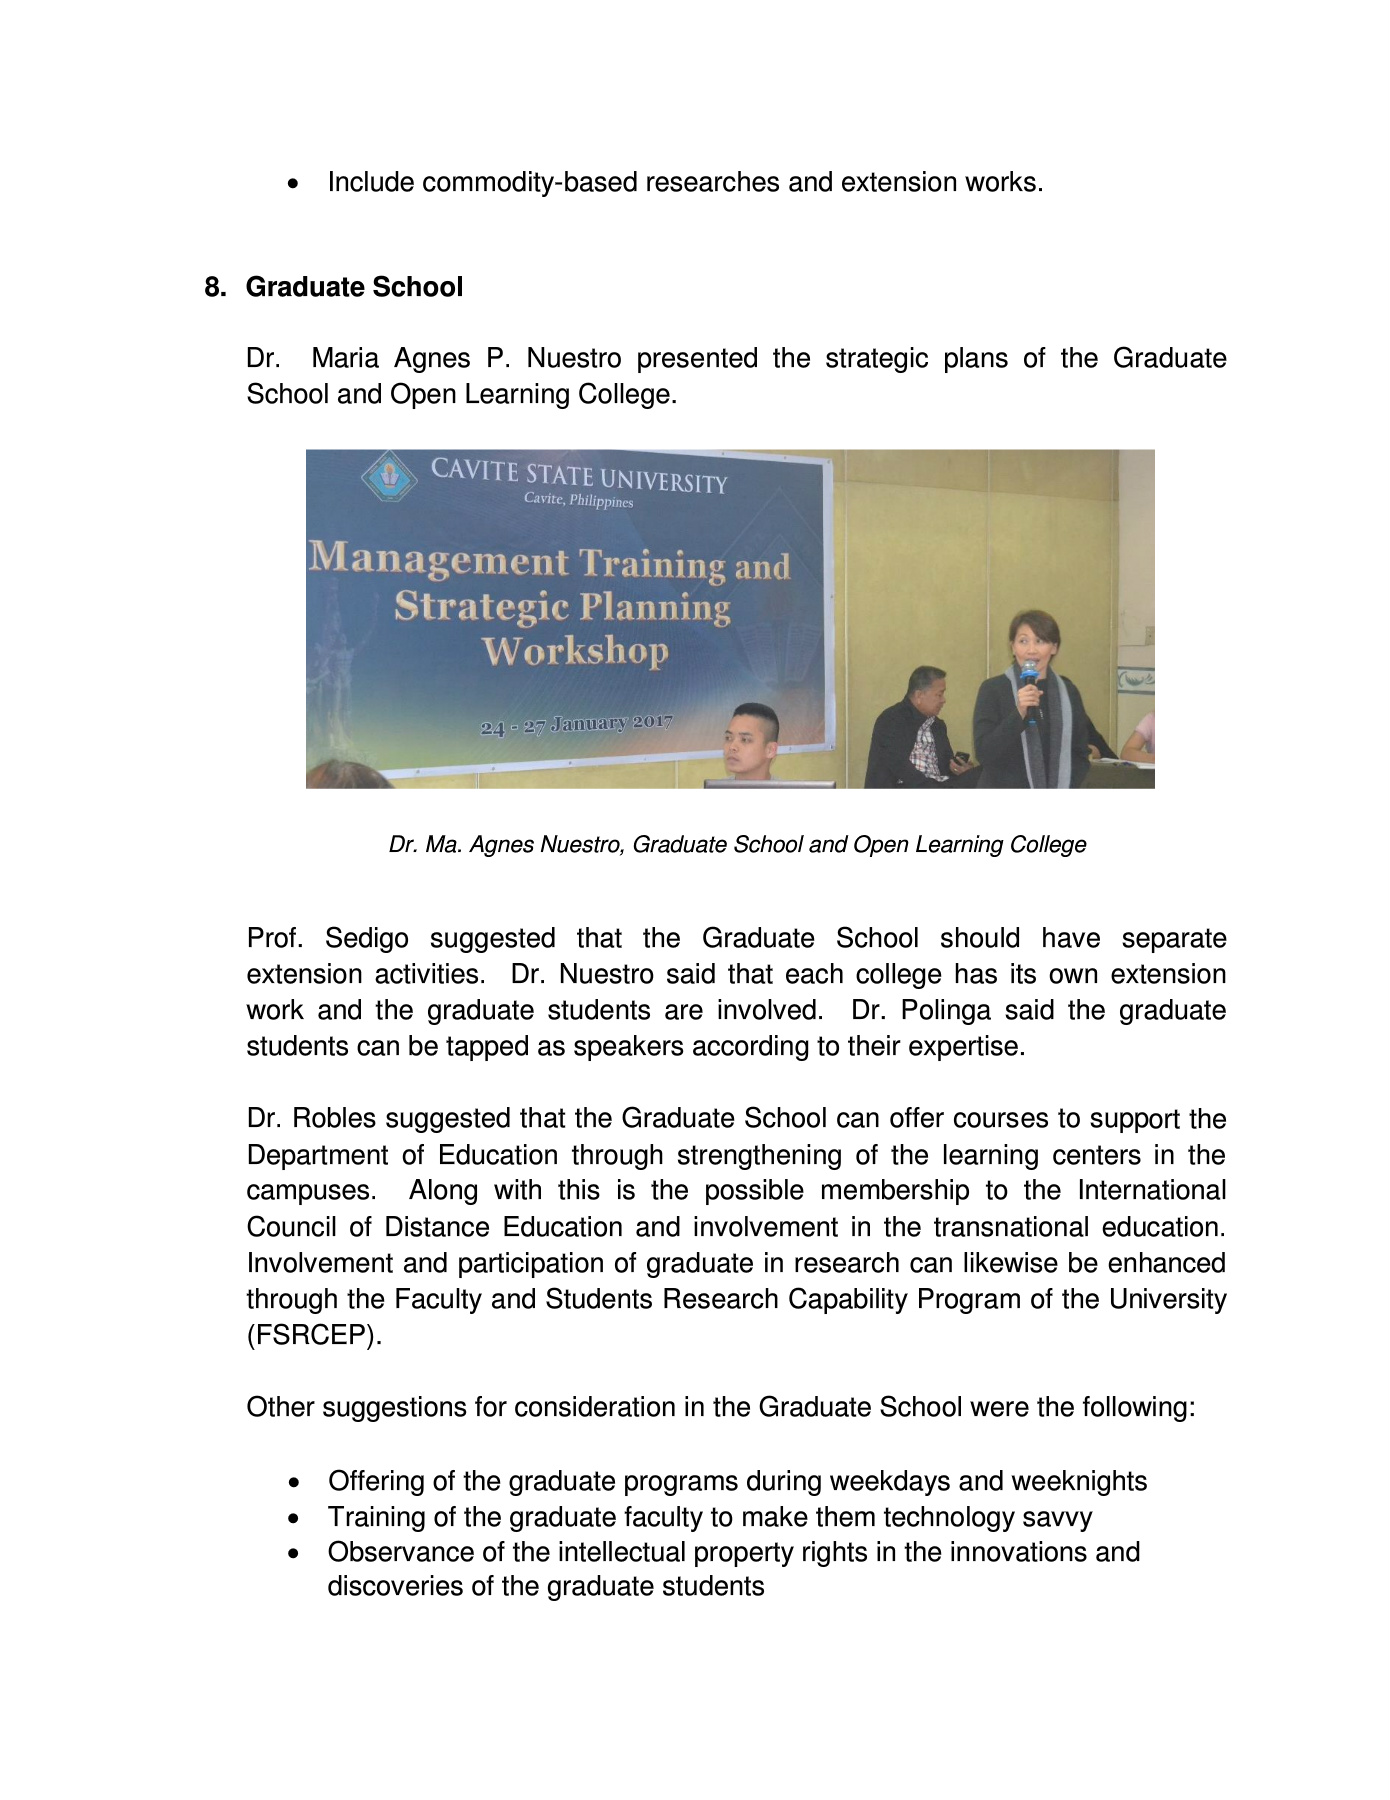 • Include commodity-based researches and extension works.
8. Graduate School
Dr. Maria Agnes P. Nuestro presented the strategic plans of the Graduate
School and Open Learning College.
CAVITE STATE UNIVERSITY
Cavite, Philippines
Management Training and
Strategic Planning
Workshop
24 - 27 January 2017
Dr. Ma. Agnes Nuestro, Graduate School and Open Learning College
Prof. Sedigo suggested that the Graduate School should have separate
extension activities. Dr. Nuestro said that each college has its own extension
work and the graduate students are involved. Dr. Polinga said the graduate
students can be tapped as speakers according to their expertise.
Dr. Robles suggested that the Graduate School can offer courses to support the
Department of Education through strengthening of the learning centers in the
campuses. Along with this is the possible membership to the International
Council of Distance Education and involvement in the transnational education.
Involvement and participation of graduate in research can likewise be enhanced
through the Faculty and Students Research Capability Program of the University
(FSRCEP).
Other suggestions for consideration in the Graduate School were the following:
• Offering of the graduate programs during weekdays and weeknights
• Training of the graduate faculty to make them technology savvy
• Observance of the intellectual property rights in the innovations and
discoveries of the graduate students